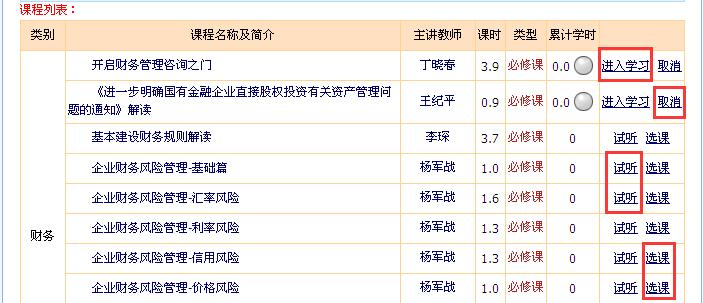 课程列表：
类别 课程名称及简介 主讲教师 课时 类型 累计学时
开启财务管理咨询之门 丁晓春 3.9 必修课 0.0 进入学习 取消
《进一步明确国有金融企业直接股权投资有关资产管理问
题的通知》解读 王纪平 0.9 必修课 0.0 进入学习 取消
基本建设财务规则解读 李琛 3.7 必修课 0 试听 选课
企业财务风险管理-基础篇 杨军战 1.0 必修课 0 试听 选课
企业财务风险管理-汇率风险 杨军战 1.6 必修课 0 试听 选课
企业财务风险管理-利率风险 杨军战 1.3 必修课 0 试听 选课
财务
企业财务风险管理-信用风险 杨军战 1.3 必修课 0 试听 选课
企业财务风险管理-价格风险 杨军战 1.0 必修课 0 试听 选课